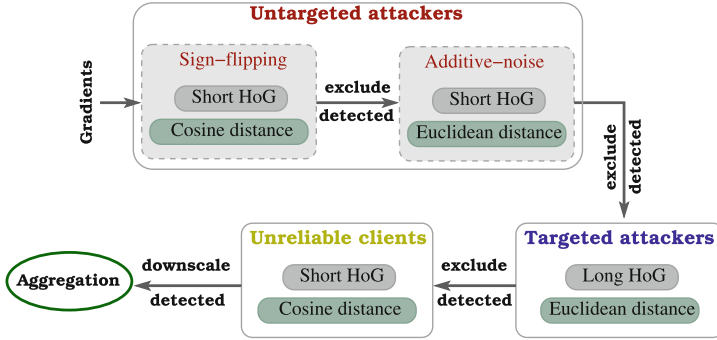 Untargeted attackers
Gradients
Sign-flipping
Short HoG
Cosine distance
exclude
detected
Additive-noise
Short HoG
Euclidean distance
exclude
detected
Targeted attackers
Long HoG
Euclidean distance
exclude
detected
Unreliable clients
Short HoG
Cosine distance
downscale
detected
Aggregation